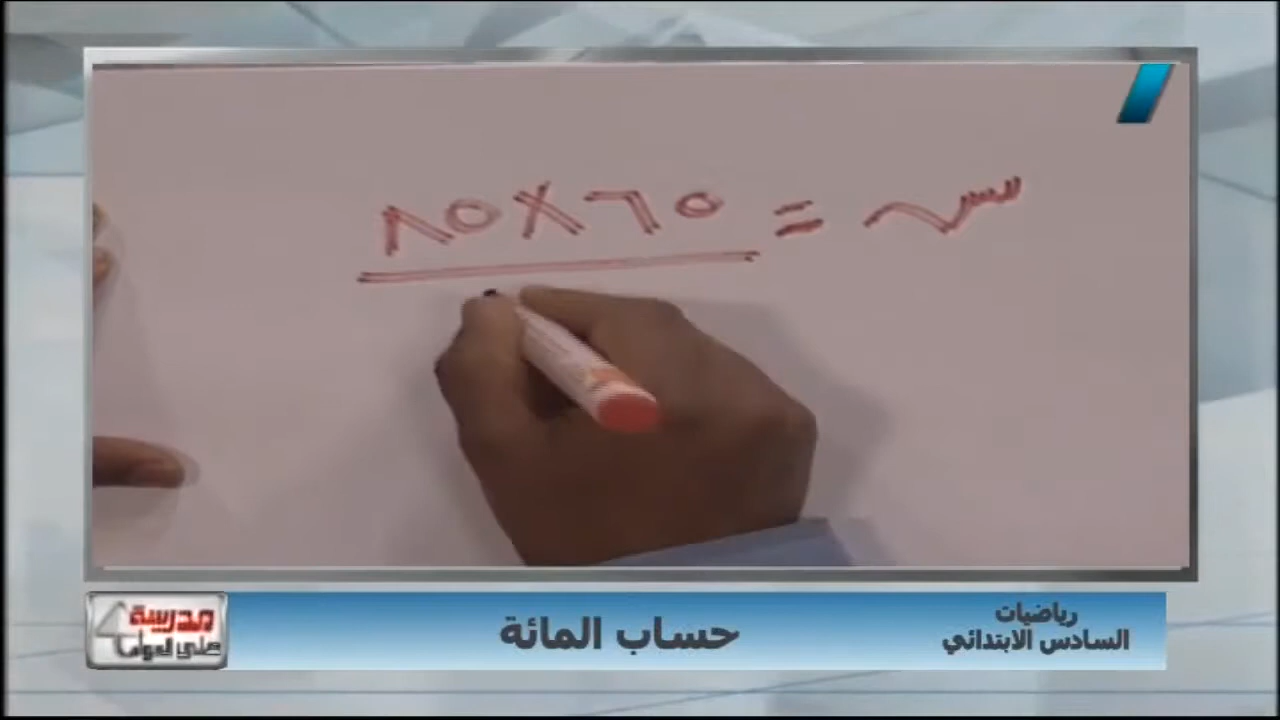 ٨٥ × ٦٥ = س
رياضيات
السادس الابتدائي
حساب المائة
مدرسة
على الهواء